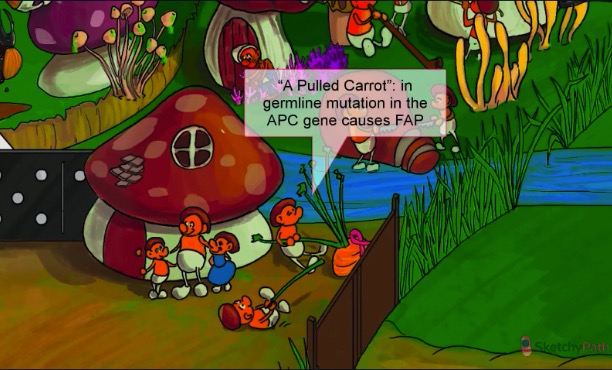 “A Pulled Carrot”: in
germline mutation in the
APC gene causes FAP
SketchyPath